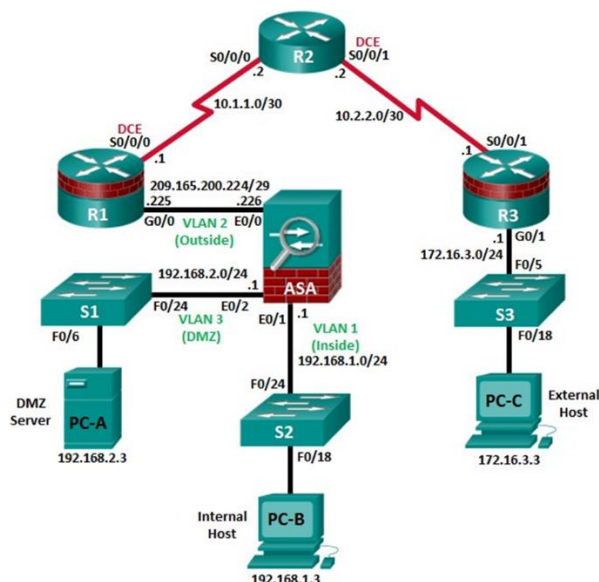 DCE
S0/0/0
S0/0/1
R2
.2
.2
10.1.1.0/30
10.2.2.0/30
DCE
S0/0/0
.1
S0/0/1
.1
209.165.200.224/29
.225
.226
R1
G0/0
E0/0
VLAN 2
(Outside)
R3
.1
G0/1
172.16.3.0/24
F0/5
192.168.2.0/24
.1
ASA
S1
F0/24
E0/2
VLAN 3
(DMZ)
E0/1
.1
VLAN 1
(Inside)
192.168.1.0/24
S3
F0/6
F0/18
F0/24
DMZ
Server
PC-A
192.168.2.3
S2
PC-C
External
Host
172.16.3.3
F0/18
Internal
Host
PC-B
192.168.1.3